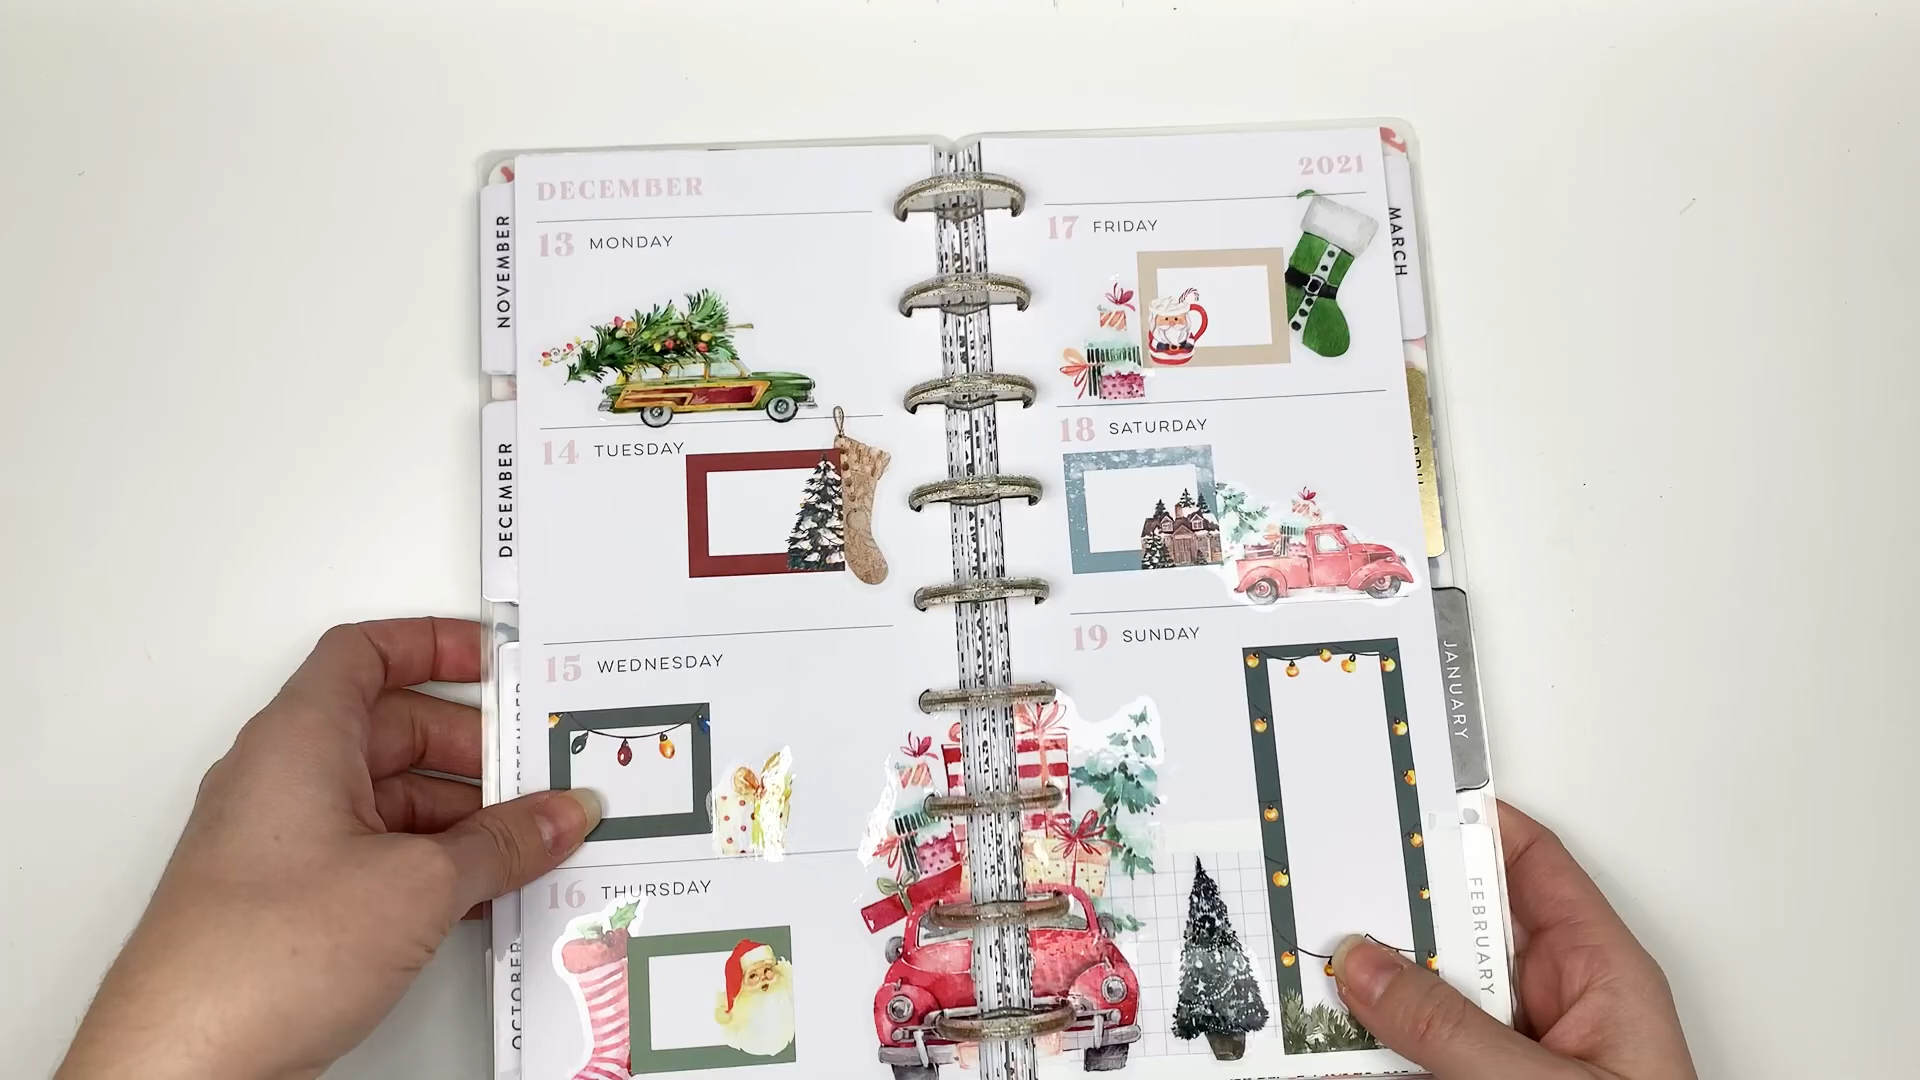 DECEMBER
13 MONDAY
14 TUESDAY
15 WEDNESDAY
16 THURSDAY
2021
17 FRIDAY
18 SATURDAY
19 SUNDAY
NOVEMBER
DECEMBER
OCTOBER
MARCH
JANUARY
FEBRUARY